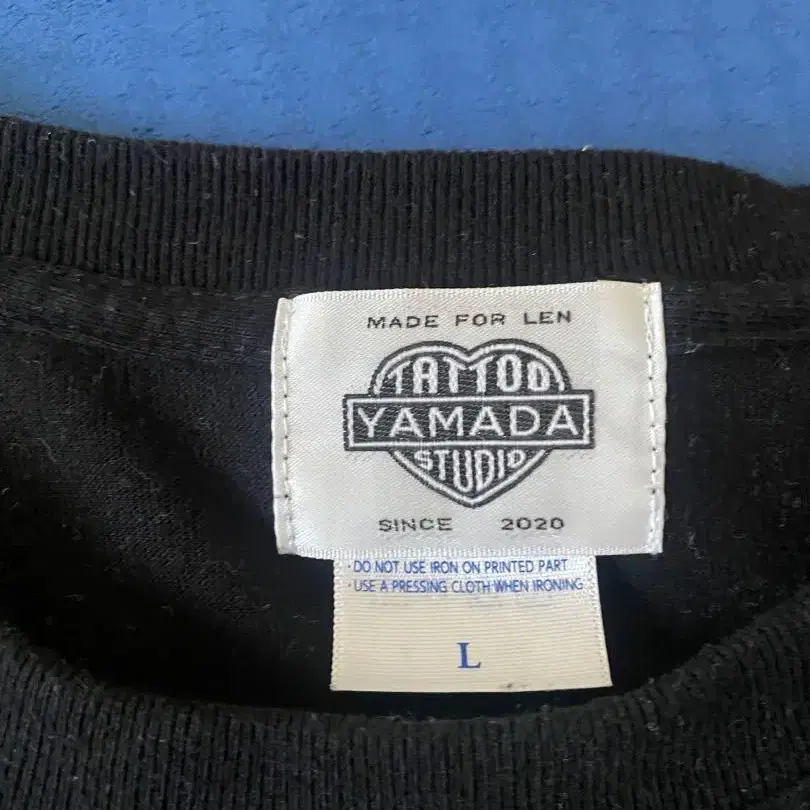 MADE FOR LEN
TATTOO
YAMADA
STUDIO
SINCE 2020
・DO NOT USE IRON ON PRINTED PART
・USE A PRESSING CLOTH WHEN IRONING
L